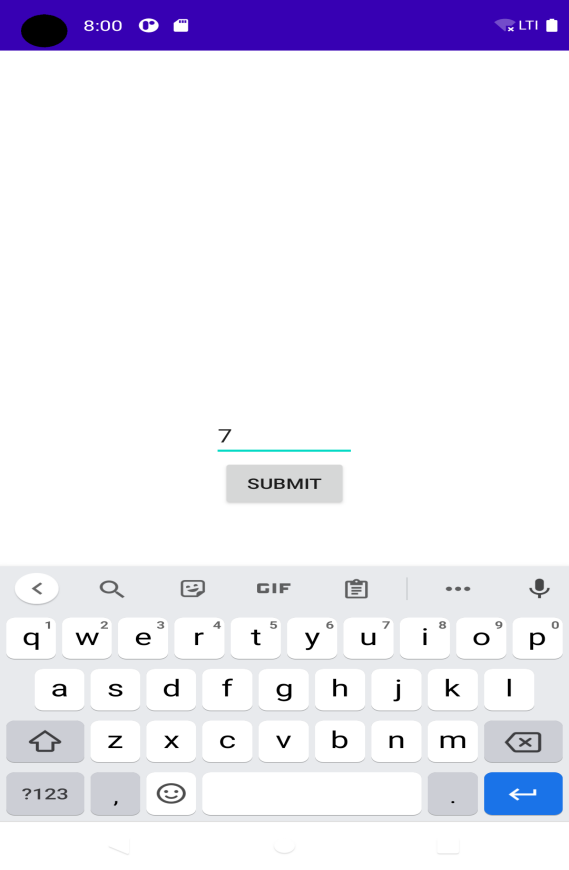 8:00 LTI
7
SUBMIT
GIF
q1 w2 e3 r4 t5 y6 u7 i8 o9 p0
a s d f g h j k l
z x c v b n m
?123 , .